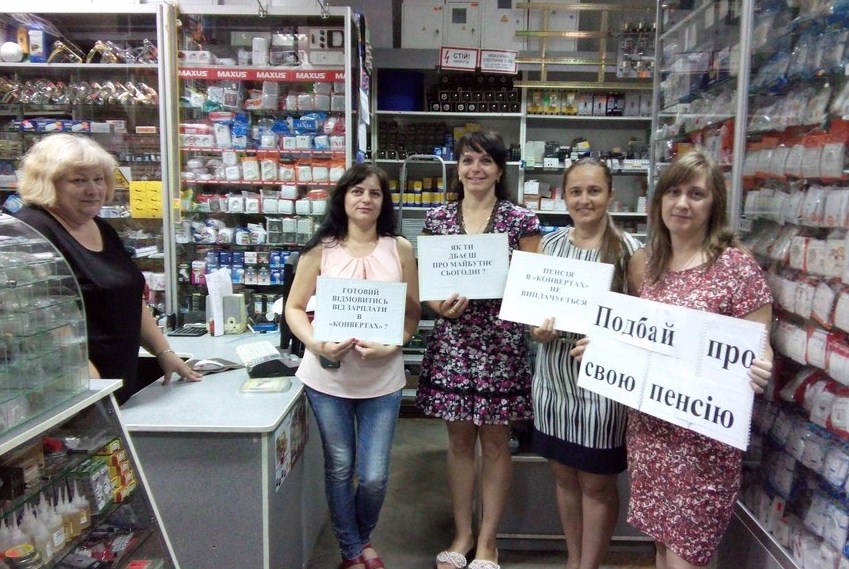 MAXUS MAXUS MAXUS MAXUS
СТІЙ!
ГОТОВИЙ
ВІДМОВИТИСЬ
ВІД ЗАРПЛАТИ
В
«КОНВЕРТАХ» ?
ЯК ТИ
ДБАЄШ
ПРО МАЙБУТНЄ
СЬОГОДНІ ?
ПЕНСІЯ
В «КОНВЕРТАХ»
НЕ
ВИПЛАЧУЄТЬСЯ
Подбай про
свою пенсію